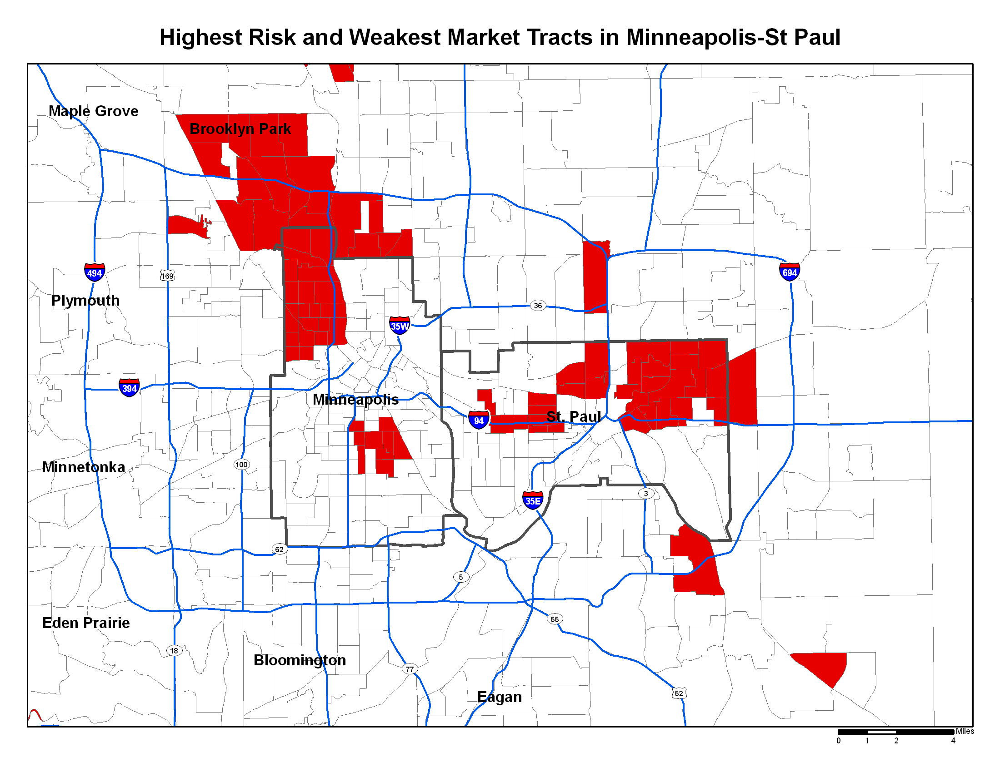 Highest Risk and Weakest Market Tracts in Minneapolis-St Paul
Maple Grove
Brooklyn Park
494
169
694
Plymouth
36
35W
394
Minneapolis
94
St. Paul
Minnetonka
100
3
35E
62
5
Eden Prairie
55
18
Bloomington
77
52
Eagan
Miles
0 1 2 4